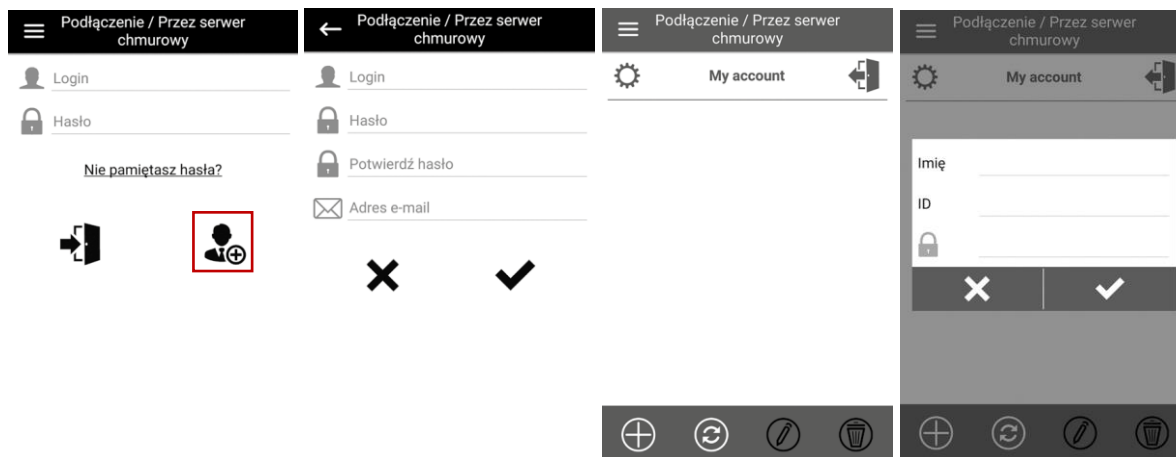 Podłączenie / Przez serwer
chmurowy
Login
Hasło
Nie pamiętasz hasła?
Podłączenie / Przez serwer
chmurowy
Login
Hasło
Potwierdź hasło
Adres e-mail
Podłączenie / Przez serwer
chmurowy
My account
Podłączenie / Przez serwer
chmurowy
My account
Imię
ID